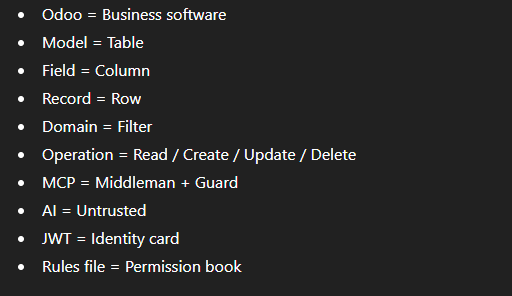 • Odoo = Business software
• Model = Table
• Field = Column
• Record = Row
• Domain = Filter
• Operation = Read / Create / Update / Delete
• MCP = Middleman + Guard
• AI = Untrusted
• JWT = Identity card
• Rules file = Permission book